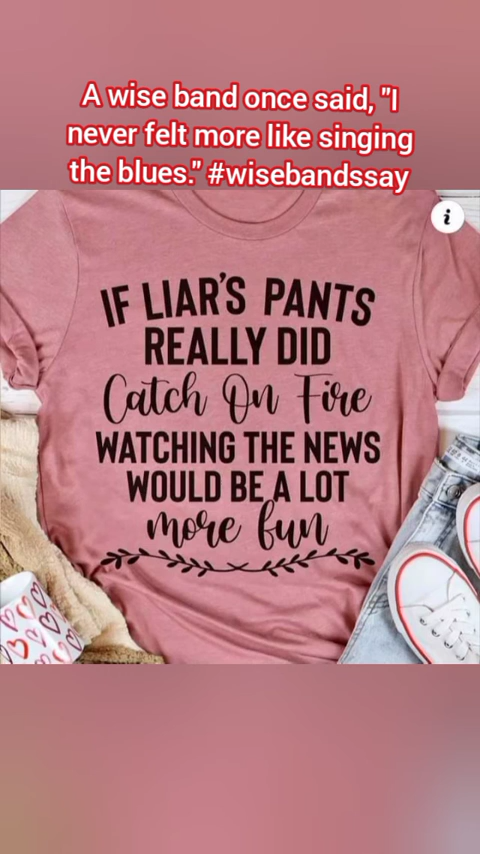 A wise band once said, "I
never felt more like singing
the blues." #wisebandssay
i
IF LIAR'S PANTS
REALLY DID
Catch On Fire
WATCHING THE NEWS
WOULD BE A LOT
more fun